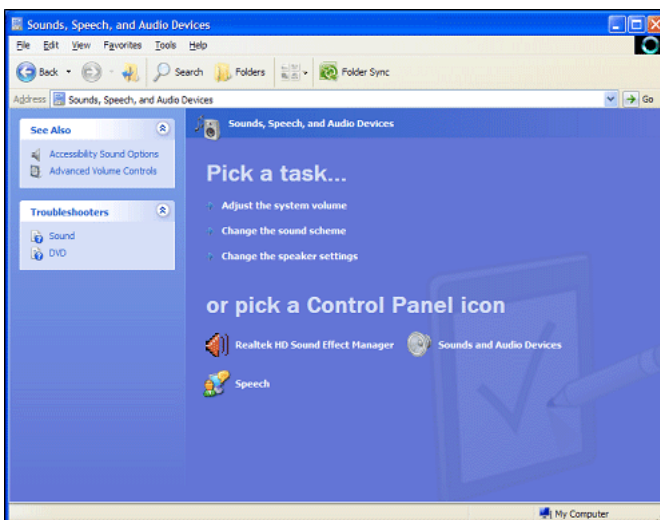 Sounds, Speech, and Audio Devices
File Edit View Favorites Tools Help
Back Search Folders Folder Sync
Address Sounds, Speech, and Audio Devices Go
See Also
Accessibility Sound Options
Advanced Volume Controls
Troubleshooters
Sound
DVD
Sounds, Speech, and Audio Devices
Pick a task...
Adjust the system volume
Change the sound scheme
Change the speaker settings
or pick a Control Panel icon
Realtek HD Sound Effect Manager Sounds and Audio Devices
Speech
My Computer